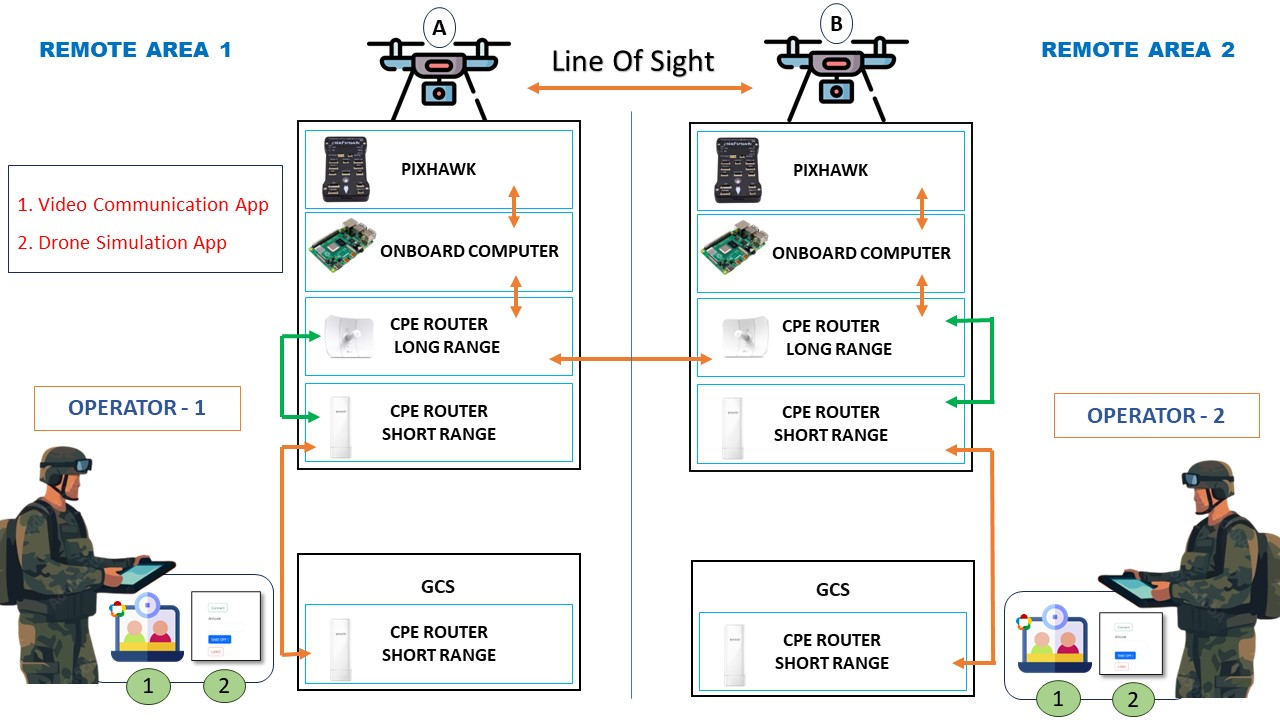 A
B
REMOTE AREA 1
Line Of Sight
REMOTE AREA 2
1. Video Communication App
2. Drone Simulation App
PIXHAWK
ONBOARD COMPUTER
CPE ROUTER
LONG RANGE
CPE ROUTER
SHORT RANGE
PIXHAWK
ONBOARD COMPUTER
CPE ROUTER
LONG RANGE
CPE ROUTER
SHORT RANGE
OPERATOR - 1
OPERATOR - 2
GCS
CPE ROUTER
SHORT RANGE
GCS
CPE ROUTER
SHORT RANGE
1
2
1
2